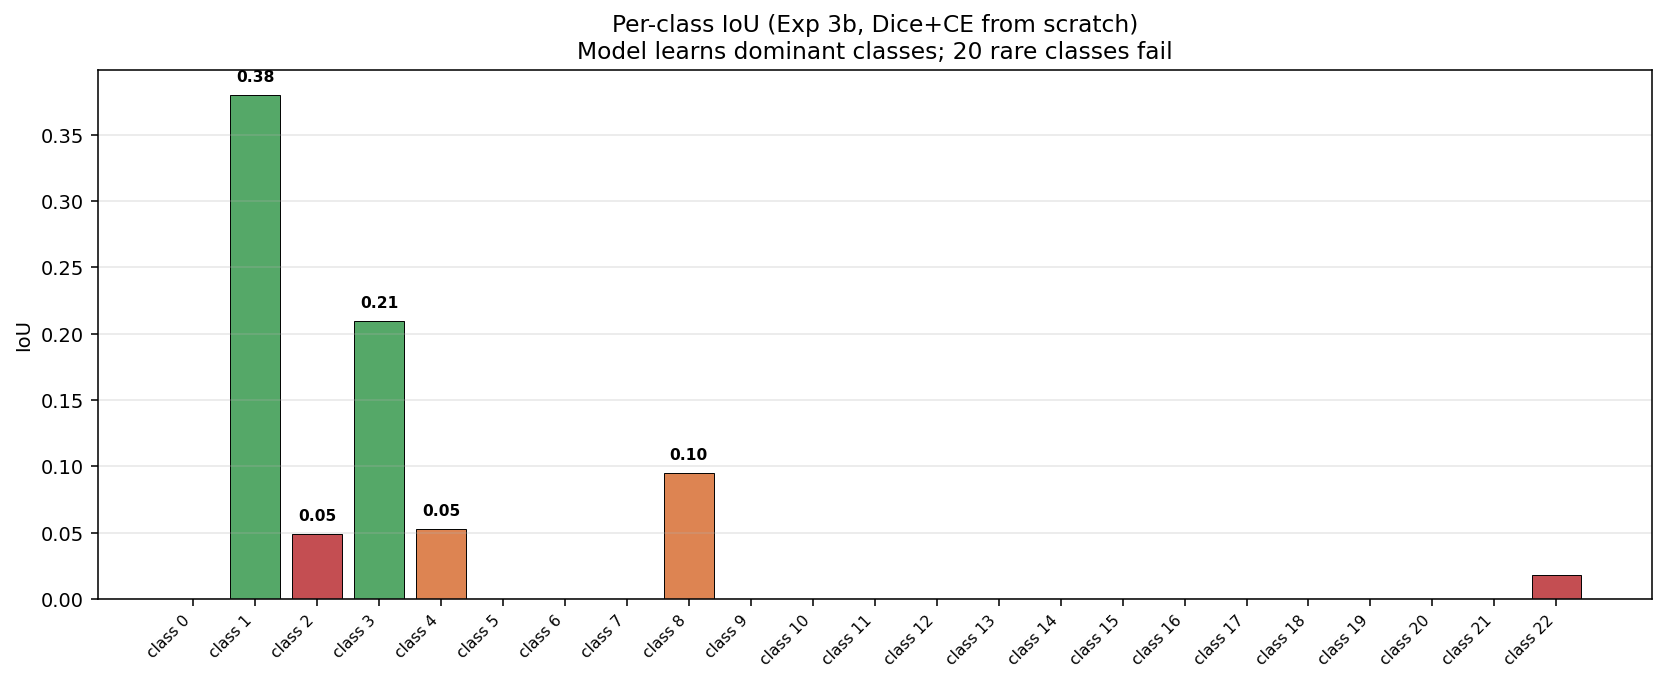 Per-class IoU (Exp 3b, Dice+CE from scratch)
Model learns dominant classes; 20 rare classes fail
IoU
0.35
0.30
0.25
0.20
0.15
0.10
0.05
0.00
0.38
0.05
0.21
0.05
0.10
class 0
class 1
class 2
class 3
class 4
class 5
class 6
class 7
class 8
class 9
class 10
class 11
class 12
class 13
class 14
class 15
class 16
class 17
class 18
class 19
class 20
class 21
class 22